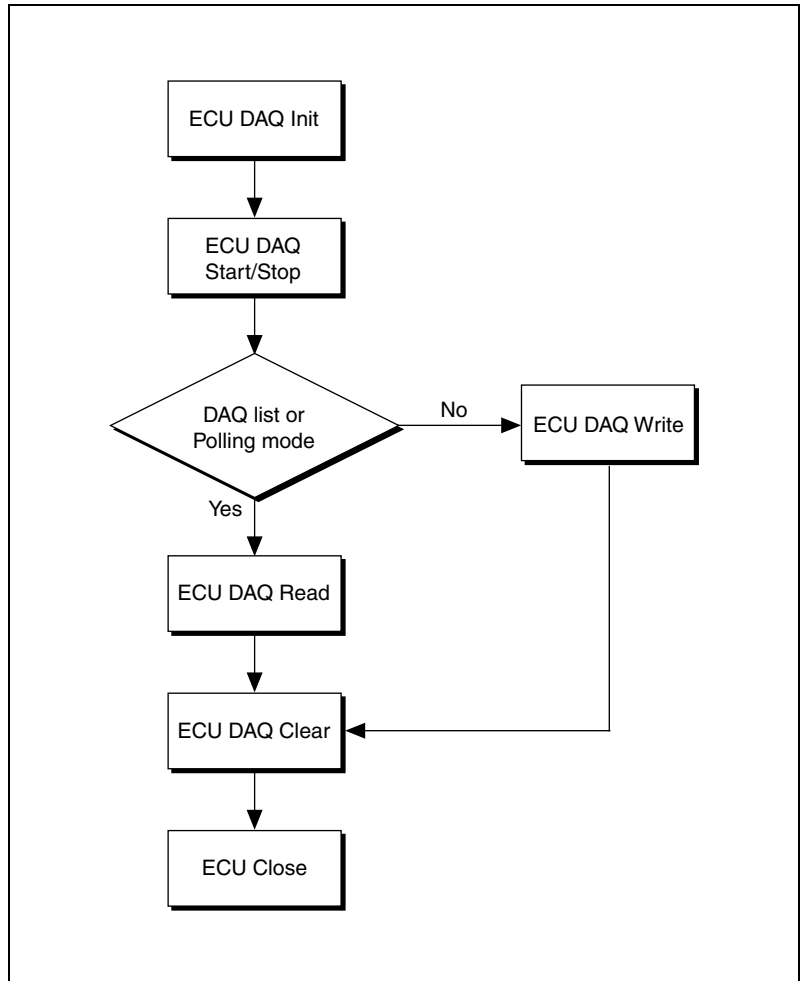 ECU DAQ Init
ECU DAQ
Start/Stop
DAQ list or
Polling mode
No
ECU DAQ Write
Yes
ECU DAQ Read
ECU DAQ Clear
ECU Close